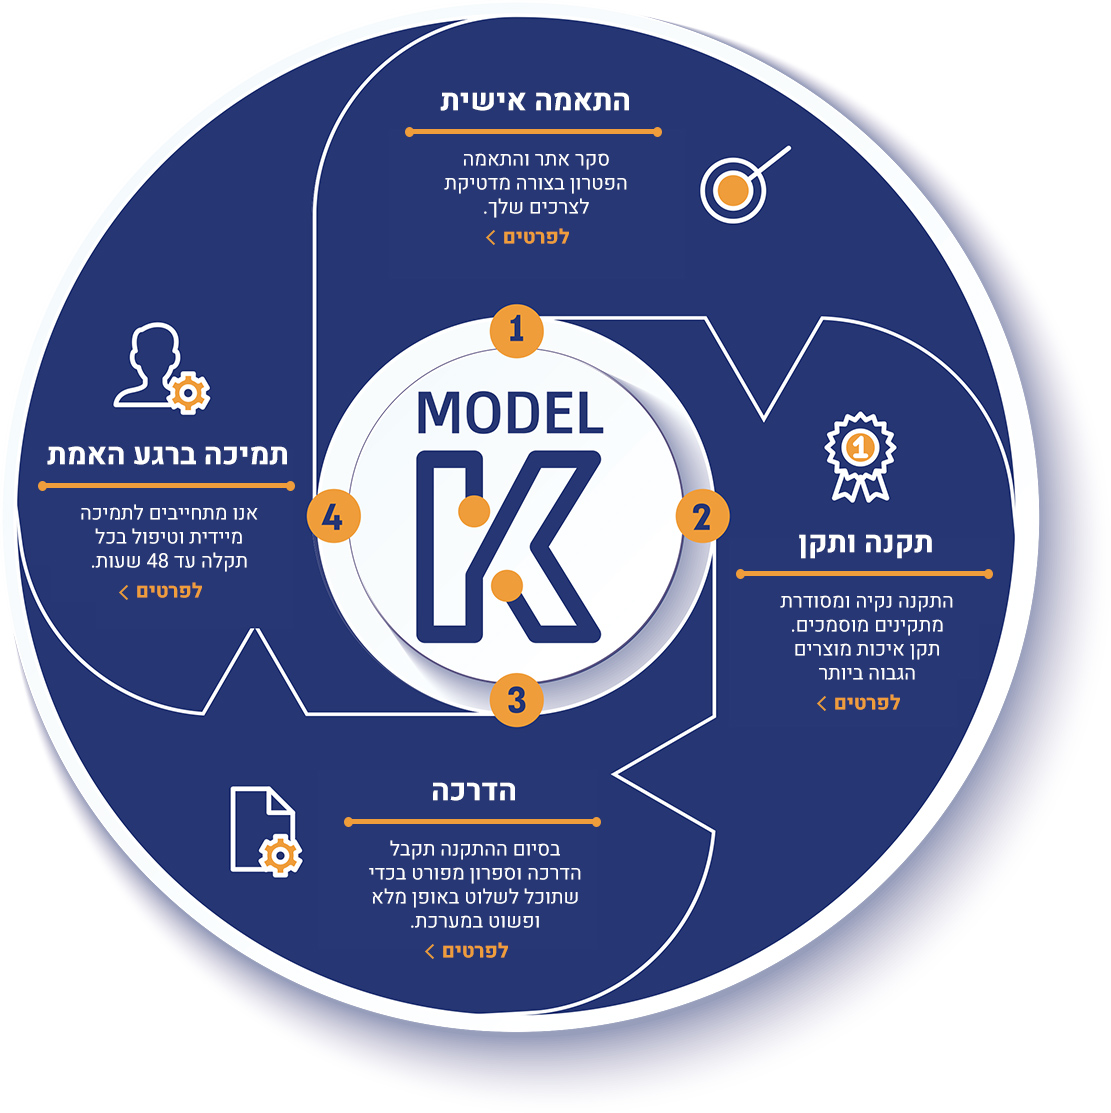 התאמה אישית
סקר אתר והתאמה
הפטרון בצורה מדטיקת
לצרכים שלך.
לפרטים >
1
MODEL
K
2
1
תקנה ותקן
התקנה נקיה ומסודרת
מתקינים מוסמכים.
תקן איכות מוצרים
הגבוה ביותר
לפרטים >
3
הדרכה
בסיום ההתקנה תקבל
הדרכה וספרון מפורט בכדי
שתוכל לשלוט באופן מלא
ופשוט במערכת.
לפרטים >
4
תמיכה ברגע האמת
אנו מתחייבים לתמיכה
מיידית וטיפול בכל
תקלה עד 48 שעות.
לפרטים >